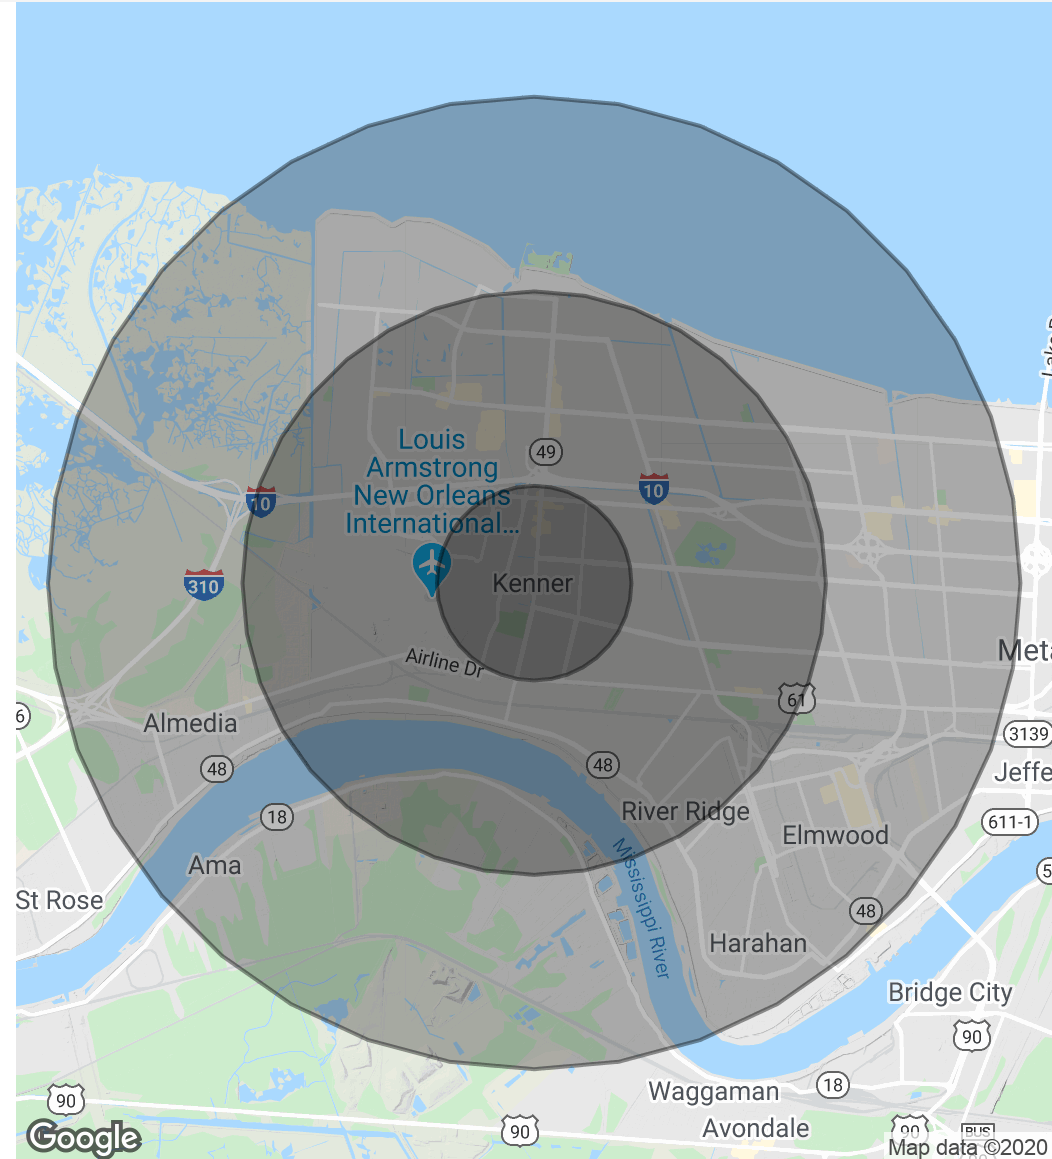 Louis
Armstrong
New Orleans
International...
49
10
10
310
Kenner
Airline Dr
61
Meta
6
Almedia
48
48
3139
Jeffe
18
River Ridge
Elmwood
611-1
Ama
5
St Rose
Mississippi River
48
Harahan
Bridge City
90
Waggaman
18
90
Avondale
90
90
BUS
Google
Map data ©2020